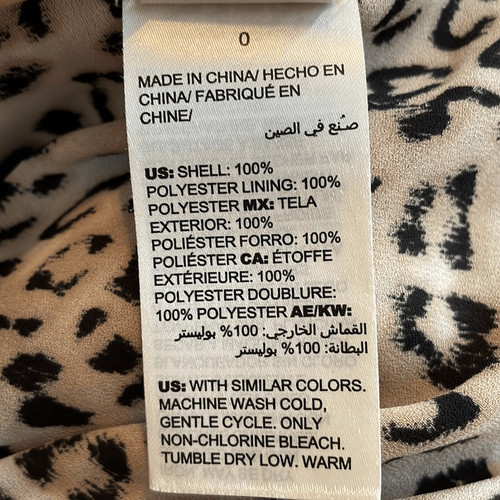 0
MADE IN CHINA/ HECHO EN
CHINA/ FABRIQUÉ EN
CHINE/
صُنع في الصين
US: SHELL: 100%
POLYESTER LINING: 100%
POLYESTER MX: TELA
EXTERIOR: 100%
POLIÉSTER FORRO: 100%
POLIÉSTER CA: ÉTOFFE
EXTÉRIEURE: 100%
POLYESTER DOUBLURE:
100% POLYESTER AE/KW:
القماش الخارجي: 100% بوليستر
البطانة: 100% بوليستر
US: WITH SIMILAR COLORS.
MACHINE WASH COLD,
GENTLE CYCLE. ONLY
NON-CHLORINE BLEACH.
TUMBLE DRY LOW. WARM